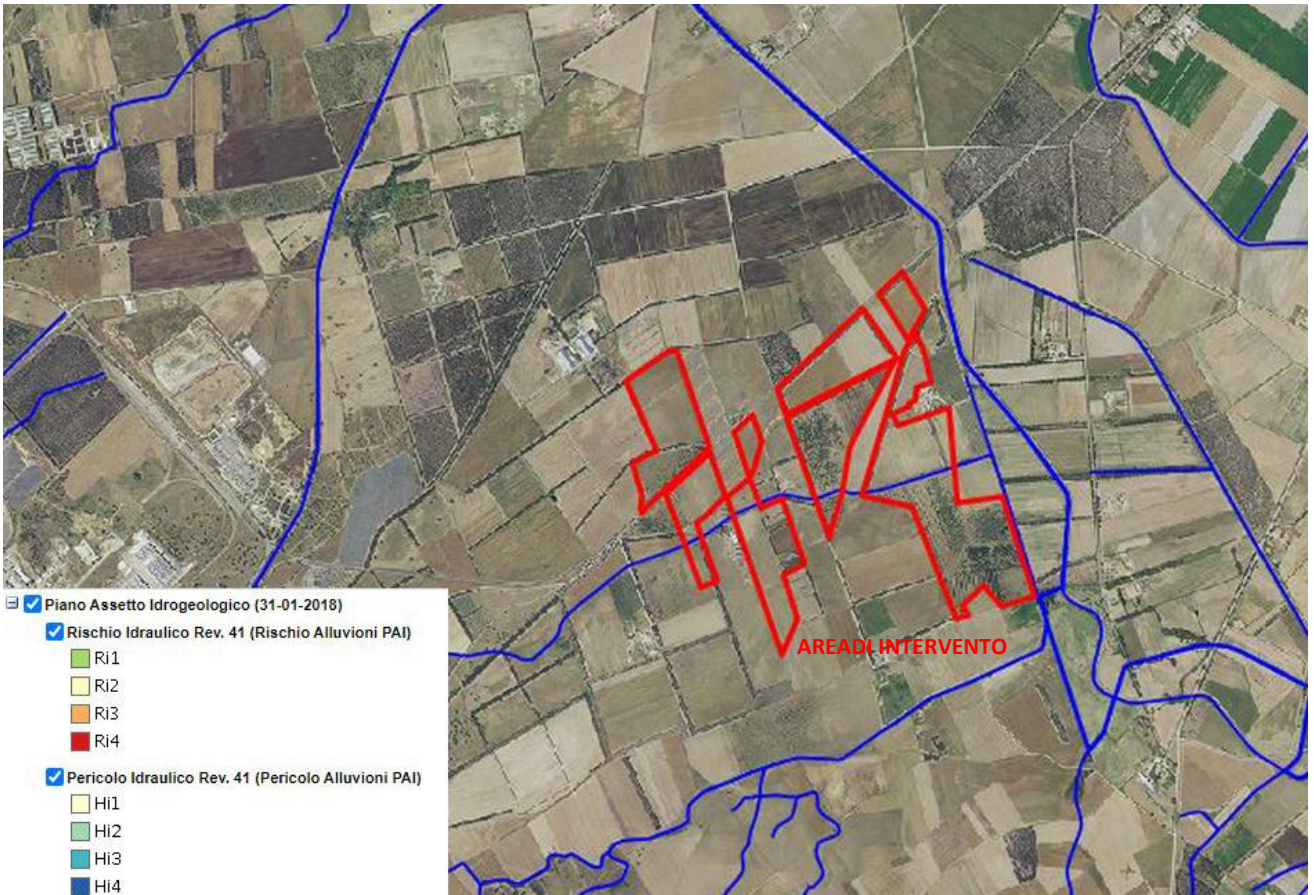 AREADI INTERVENTO
Piano Assetto Idrogeologico (31-01-2018)
Rischio Idraulico Rev. 41 (Rischio Alluvioni PAI)
Ri1
Ri2
Ri3
Ri4
Pericolo Idraulico Rev. 41 (Pericolo Alluvioni PAI)
Hi1
Hi2
Hi3
Hi4